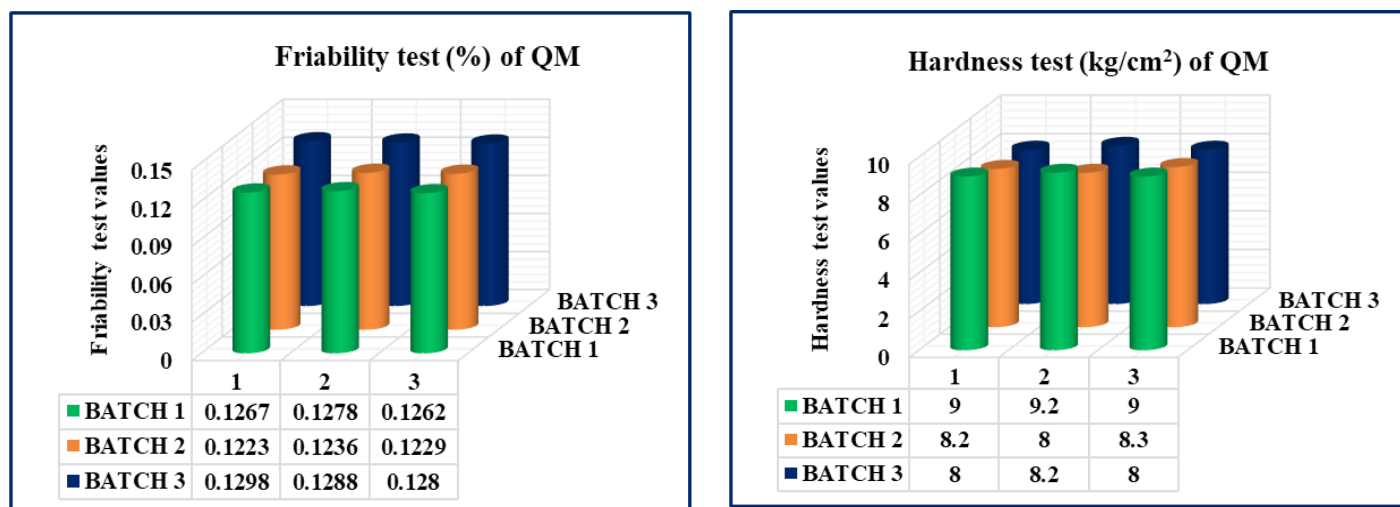 Friability test (%) of QM
Friability test values
0.15
0.12
0.09
0.06
0.03
0
BATCH 3
BATCH 2
BATCH 1
1 2 3
BATCH 1 0.1267 0.1278 0.1262
BATCH 2 0.1223 0.1236 0.1229
BATCH 3 0.1298 0.1288 0.128
Hardness test (kg/cm²) of QM
Hardness test values
10
8
6
4
2
0
BATCH 3
BATCH 2
BATCH 1
1 2 3
BATCH 1 9 9.2 9
BATCH 2 8.2 8 8.3
BATCH 3 8 8.2 8